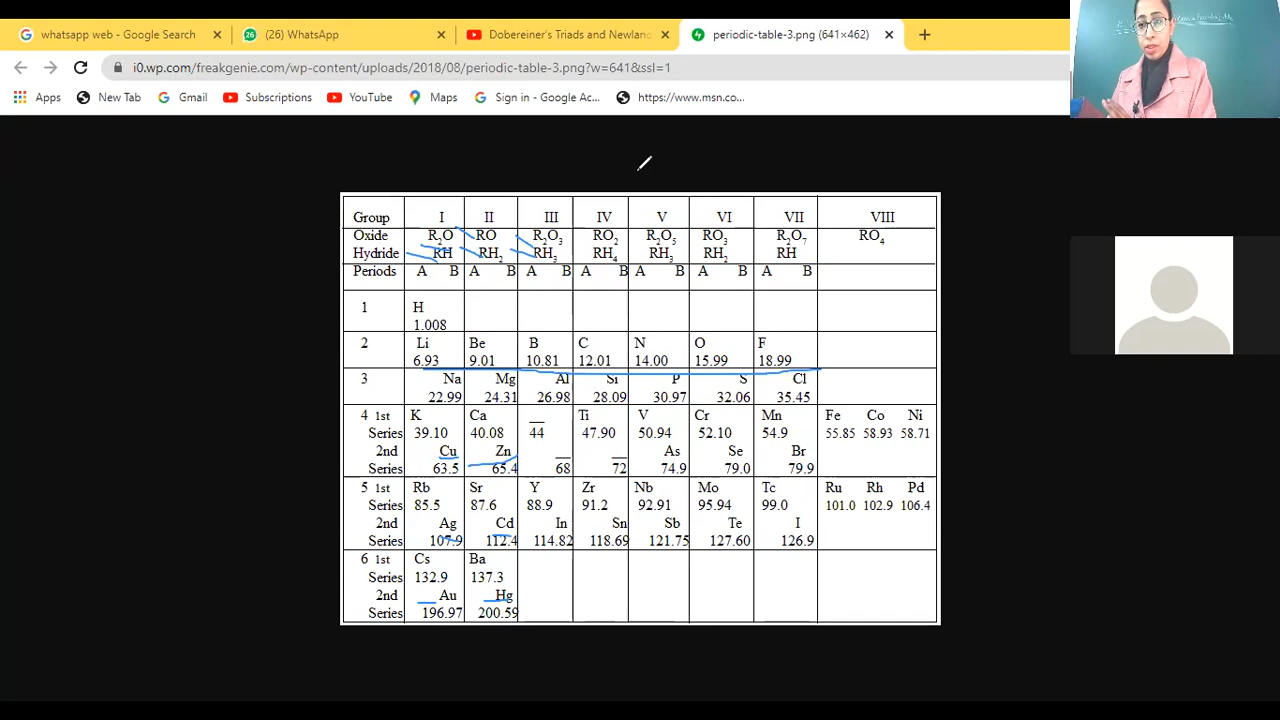 whatsapp web - Google Search
26 (26) WhatsApp
Dobereiner's Triads and Newland
periodic-table-3.png (641×462)
i0.wp.com/freakgenie.com/wp-content/uploads/2018/08/periodic-table-3.png?w=641&ssl=1
Apps New Tab Gmail Subscriptions YouTube Maps Sign in - Google Ac... https://www.msn.co...
Group I II III IV V VI VII VIII
Oxide R₂O RO R₂O₃ RO₂ R₂O₅ RO₃ R₂O₇ RO₄
Hydride RH RH₂ RH₃ RH₄ RH₃ RH₂ RH
Periods A B A B A B A B A B A B A B
1 H
1.008
2 Li Be B C N O F
6.93 9.01 10.81 12.01 14.00 15.99 18.99
3 Na Mg Al Si P S Cl
22.99 24.31 26.98 28.09 30.97 32.06 35.45
4 1st K Ca __ Ti V Cr Mn Fe Co Ni
Series 39.10 40.08 44 47.90 50.94 52.10 54.9 55.85 58.93 58.71
2nd Cu Zn __ __ As Se Br
Series 63.5 65.4 68 72 74.9 79.0 79.9
5 1st Rb Sr Y Zr Nb Mo Tc Ru Rh Pd
Series 85.5 87.6 88.9 91.2 92.91 95.94 99.0 101.0 102.9 106.4
2nd Ag Cd In Sn Sb Te I
Series 107.9 112.4 114.82 118.69 121.75 127.60 126.9
6 1st Cs Ba
Series 132.9 137.3
2nd Au Hg
Series 196.97 200.59